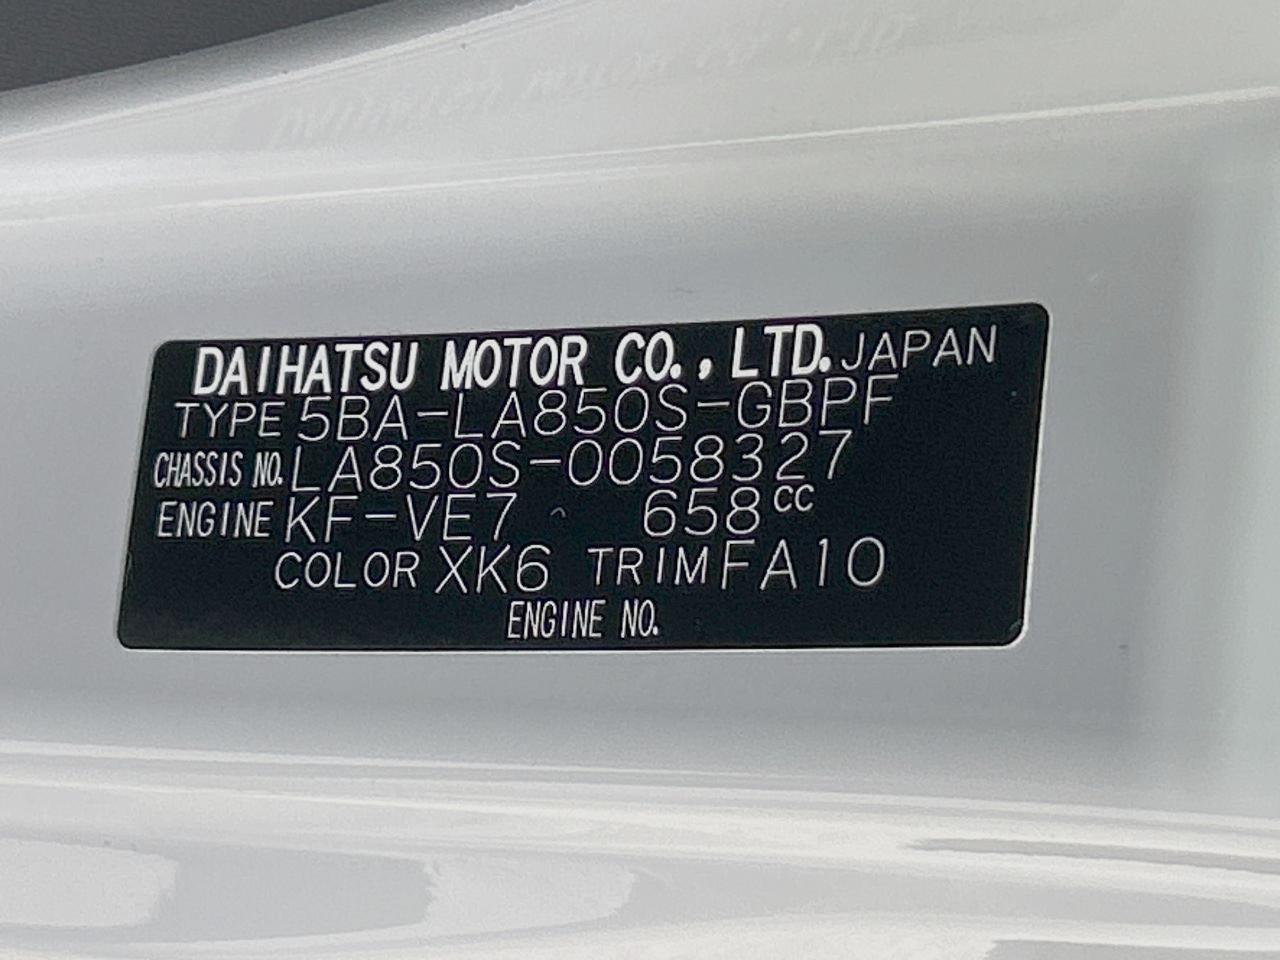 DAIHATSU MOTOR CO., LTD. JAPAN
TYPE 5BA-LA850S-GBPF
CHASSIS NO. LA850S-0058327
ENGINE KF-VE7 658cc
COLOR XK6 TRIM FA10
ENGINE NO.